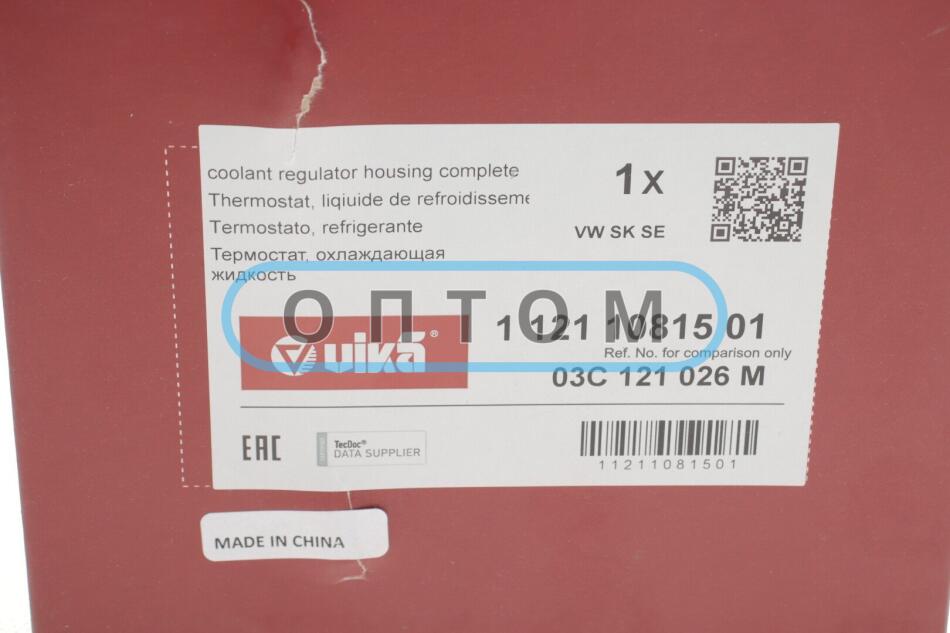 coolant regulator housing complete
Thermostat, liqiuide de refroidisseme
Termostato, refrigerante
Термостат, охлаждающая
жидкость
1x
VW SK SE
ОПТОМ
vika®
1 121 10815 01
Ref. No. for comparison only
03C 121 026 M
EAC
TecDoc®
DATA SUPPLIER
11211081501
MADE IN CHINA